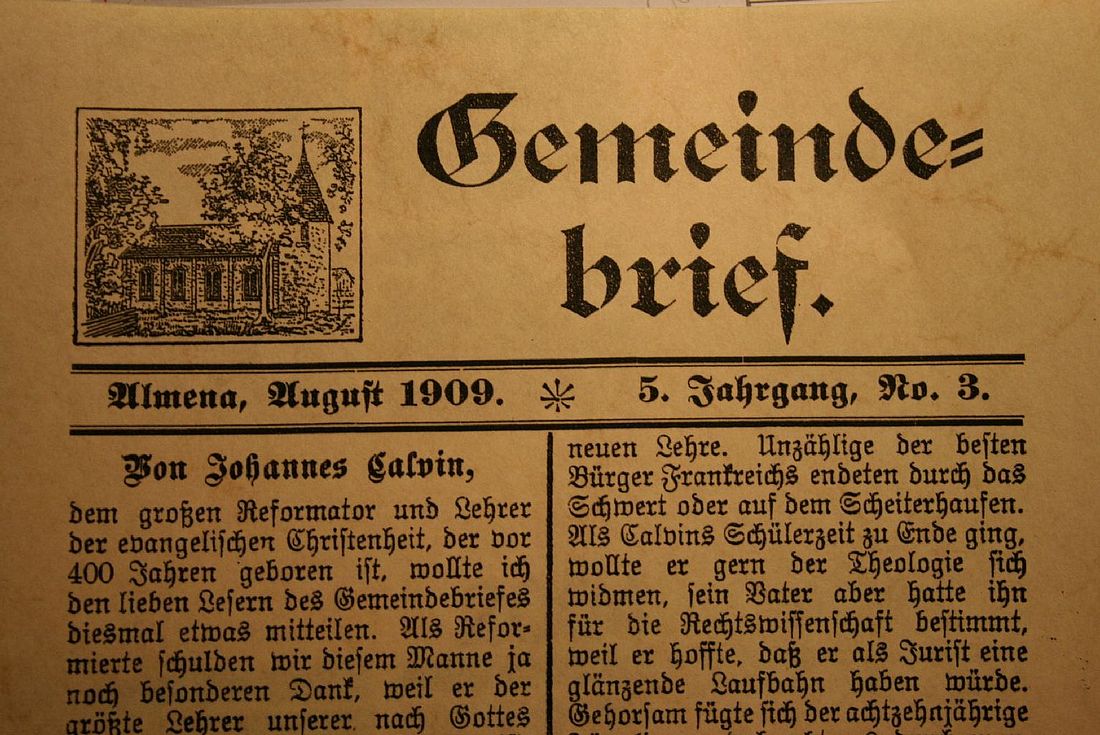 Gemeinde=
brief.
Almena, August 1909. * 5. Jahrgang, No. 3.
Von Johannes Calvin,
dem großen Reformator und Lehrer
der evangelischen Christenheit, der vor
400 Jahren geboren ist, wollte ich
den lieben Lesern des Gemeindebriefes
diesmal etwas mitteilen. Als Refor=
mierte schulden wir diesem Manne ja
noch besonderen Dank, weil er der
größte Lehrer unserer nach Gottes
neuen Lehre. Unzählige der besten
Bürger Frankreichs endeten durch das
Schwert oder auf dem Scheiterhaufen.
Als Calvins Schülerzeit zu Ende ging,
wollte er gern der Theologie sich
widmen, sein Vater aber hatte ihn
für die Rechtswissenschaft bestimmt,
weil er hoffte, daß er als Jurist eine
glänzende Laufbahn haben würde.
Gehorsam fügte sich der achtzehnjährige